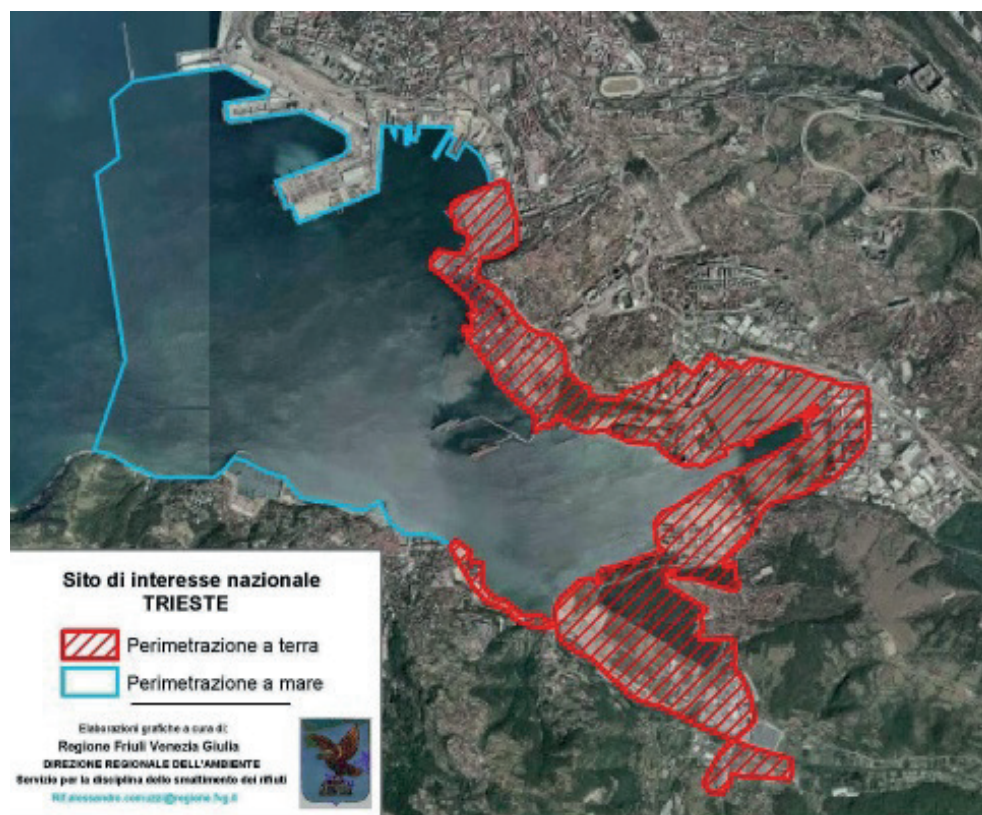 Sito di interesse nazionale
TRIESTE
Perimetrazione a terra
Perimetrazione a mare
Elaborazioni grafiche a cura di:
Regione Friuli Venezia Giulia
DIREZIONE REGIONALE DELL'AMBIENTE
Servizio per la disciplina dello smaltimento dei rifiuti